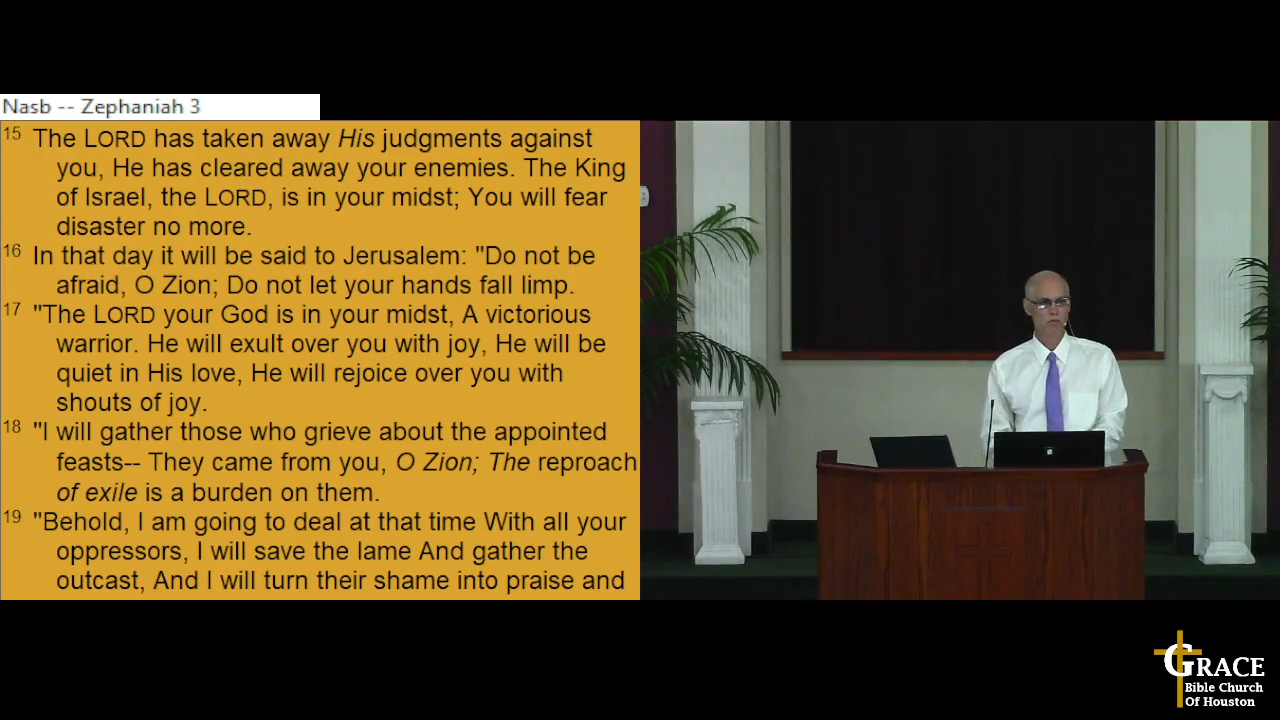 Nasb -- Zephaniah 3
15 The LORD has taken away His judgments against
you, He has cleared away your enemies. The King
of Israel, the LORD, is in your midst; You will fear
disaster no more.
16 In that day it will be said to Jerusalem: "Do not be
afraid, O Zion; Do not let your hands fall limp.
17 "The LORD your God is in your midst, A victorious
warrior. He will exult over you with joy, He will be
quiet in His love, He will rejoice over you with
shouts of joy.
18 "I will gather those who grieve about the appointed
feasts-- They came from you, O Zion; The reproach
of exile is a burden on them.
19 "Behold, I am going to deal at that time With all your
oppressors, I will save the lame And gather the
outcast, And I will turn their shame into praise and
GRACE
Bible Church
Of Houston